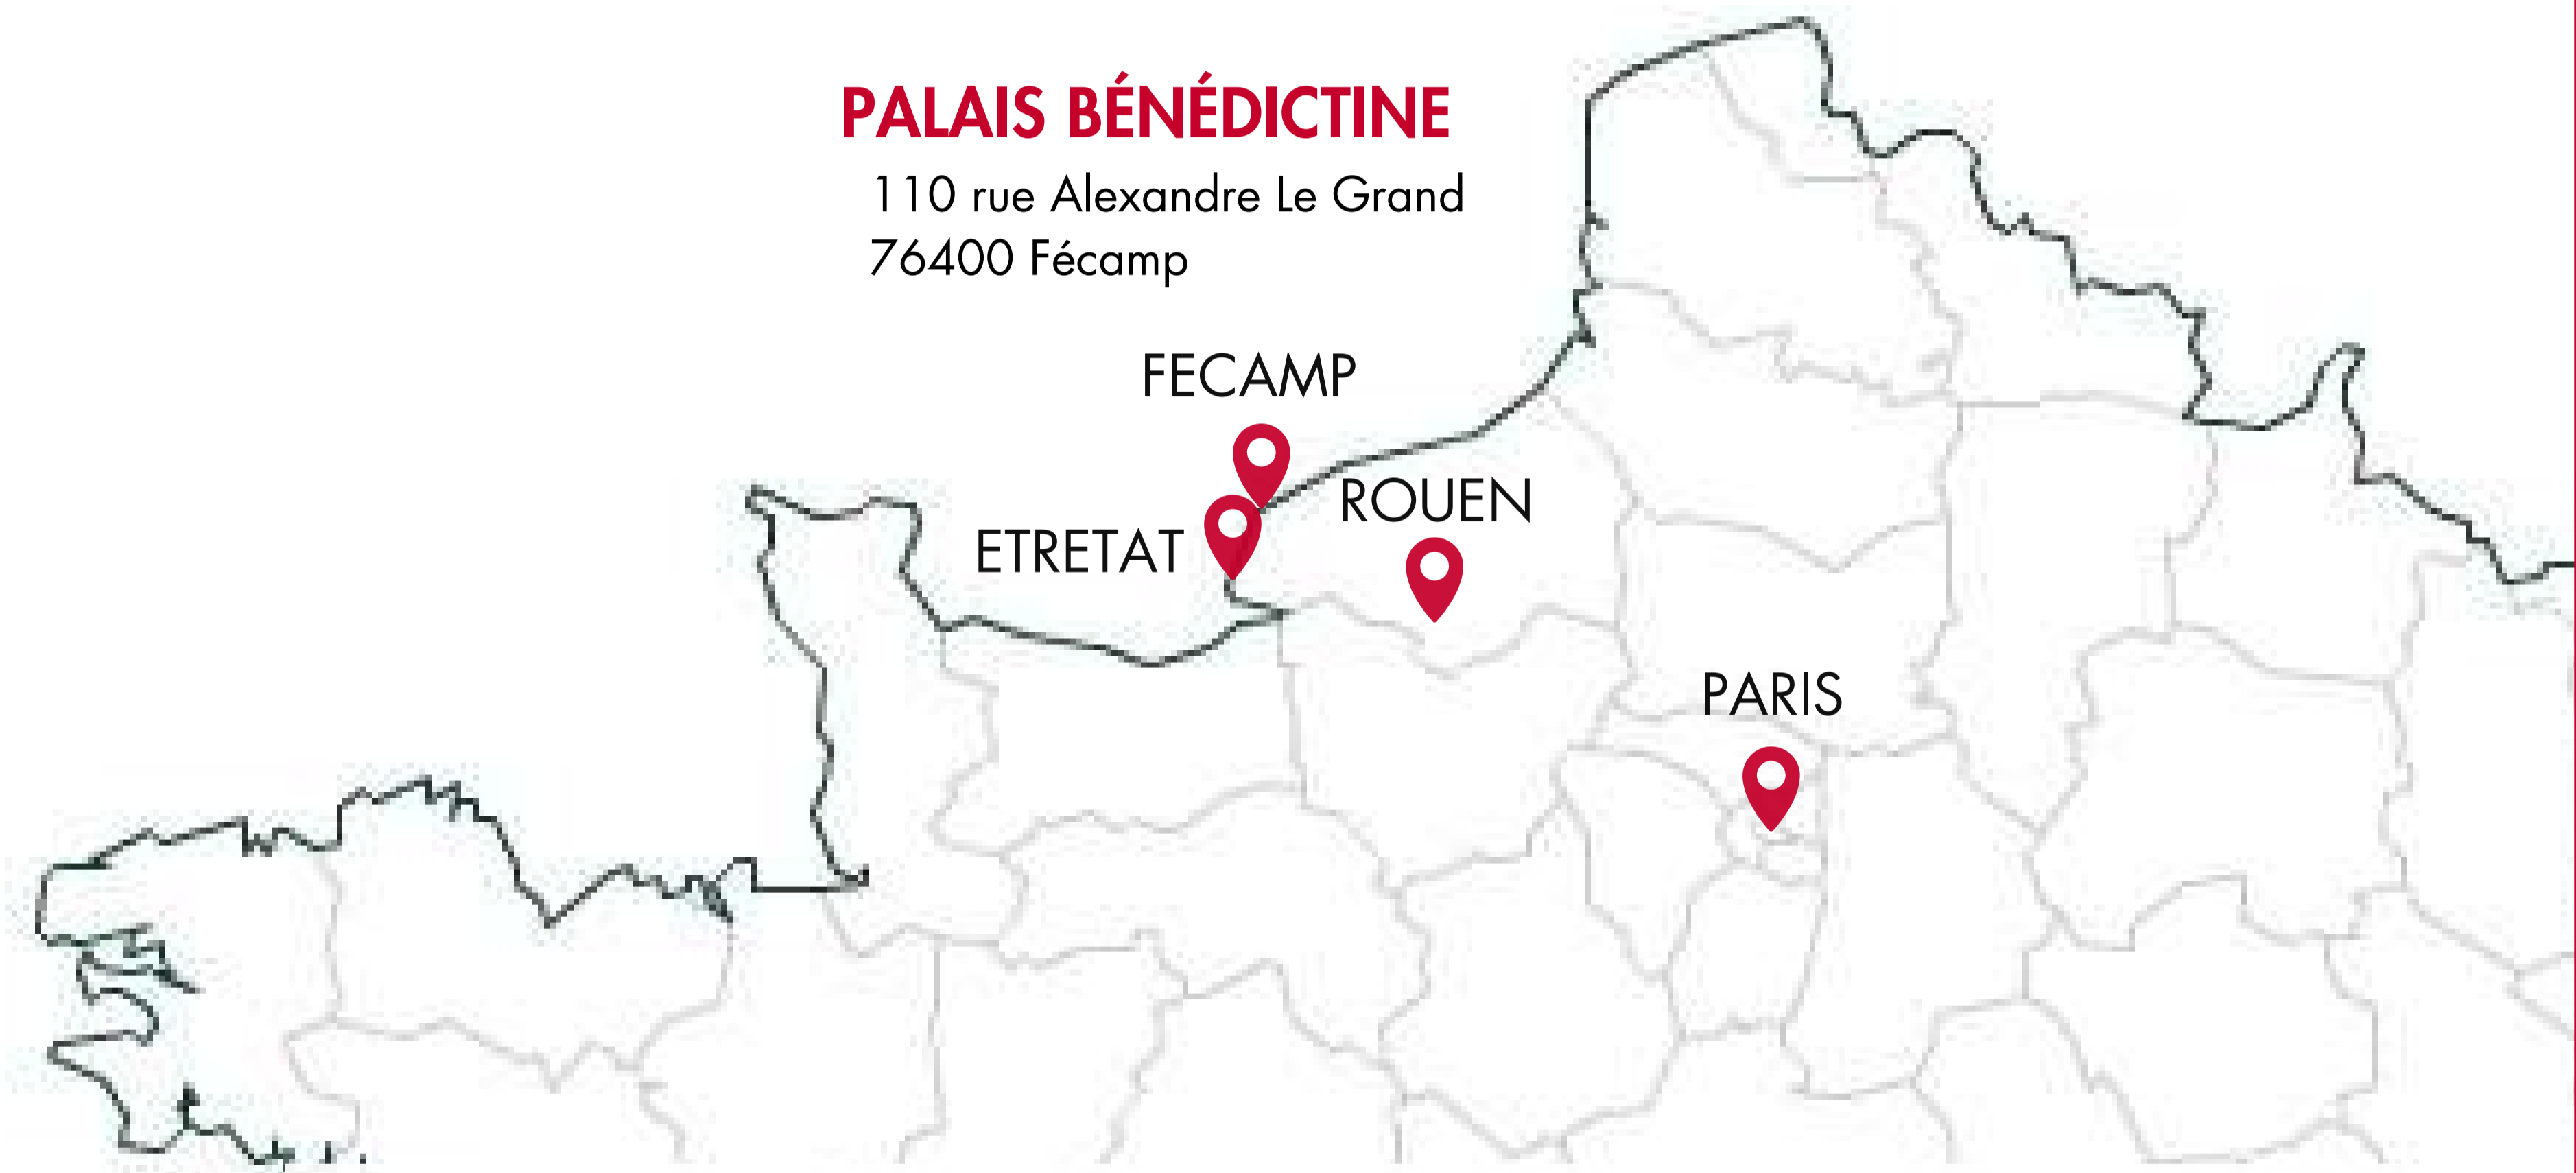 PALAIS BÉNÉDICTINE
110 rue Alexandre Le Grand
76400 Fécamp
FECAMP
ROUEN
ETRETAT
PARIS